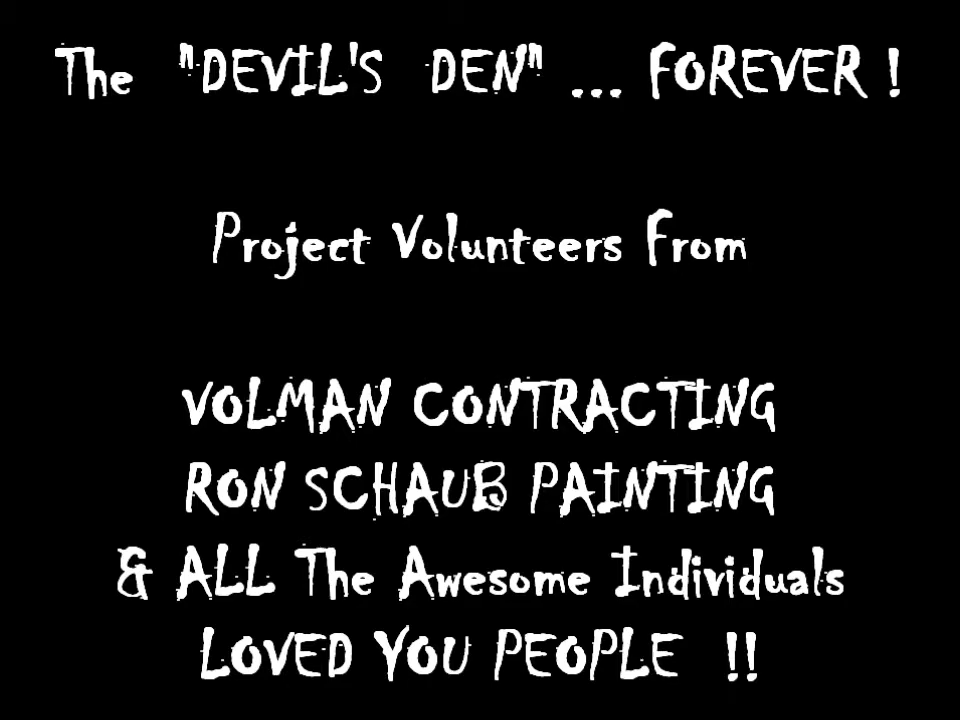 The "DEVIL'S DEN" ... FOREVER !
Project Volunteers From
VOLMAN CONTRACTING
RON SCHAUB PAINTING
& ALL The Awesome Individuals
LOVED YOU PEOPLE !!